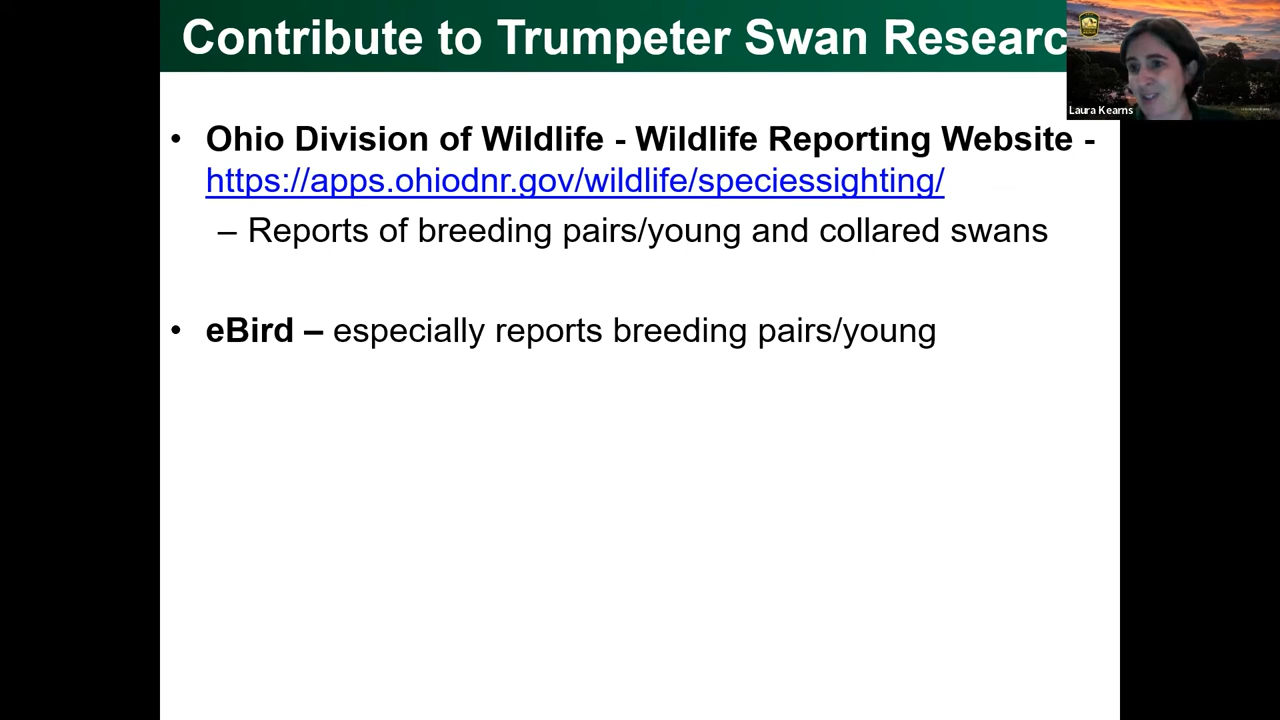 Contribute to Trumpeter Swan Researc
Laura Kearns
• Ohio Division of Wildlife - Wildlife Reporting Website -
https://apps.ohiodnr.gov/wildlife/speciessighting/
– Reports of breeding pairs/young and collared swans
• eBird – especially reports breeding pairs/young